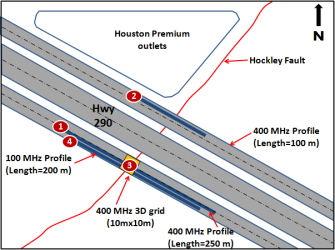 Houston Premium
outlets
N
Hockley Fault
2
Hwy
290
1
4
400 MHz Profile
(Length=100 m)
100 MHz Profile
(Length=200 m)
3
400 MHz 3D grid
(10mx10m)
400 MHz Profile
(Length=250 m)